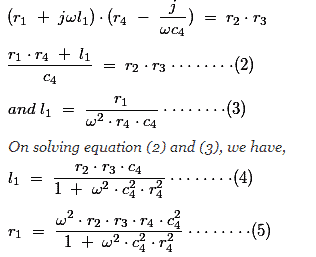 (r₁ + jωl₁)·(r₄ − j/ωc₄) = r₂·r₃
(r₁·r₄ + l₁)/c₄ = r₂·r₃ ········(2)
and l₁ = r₁/(ω²·r₄·c₄) ········(3)
On solving equation (2) and (3), we have,
l₁ = (r₂·r₃·c₄)/(1 + ω²·c₄²·r₄²) ········(4)
r₁ = (ω²·r₂·r₃·r₄·c₄²)/(1 + ω²·c₄²·r₄²) ········(5)